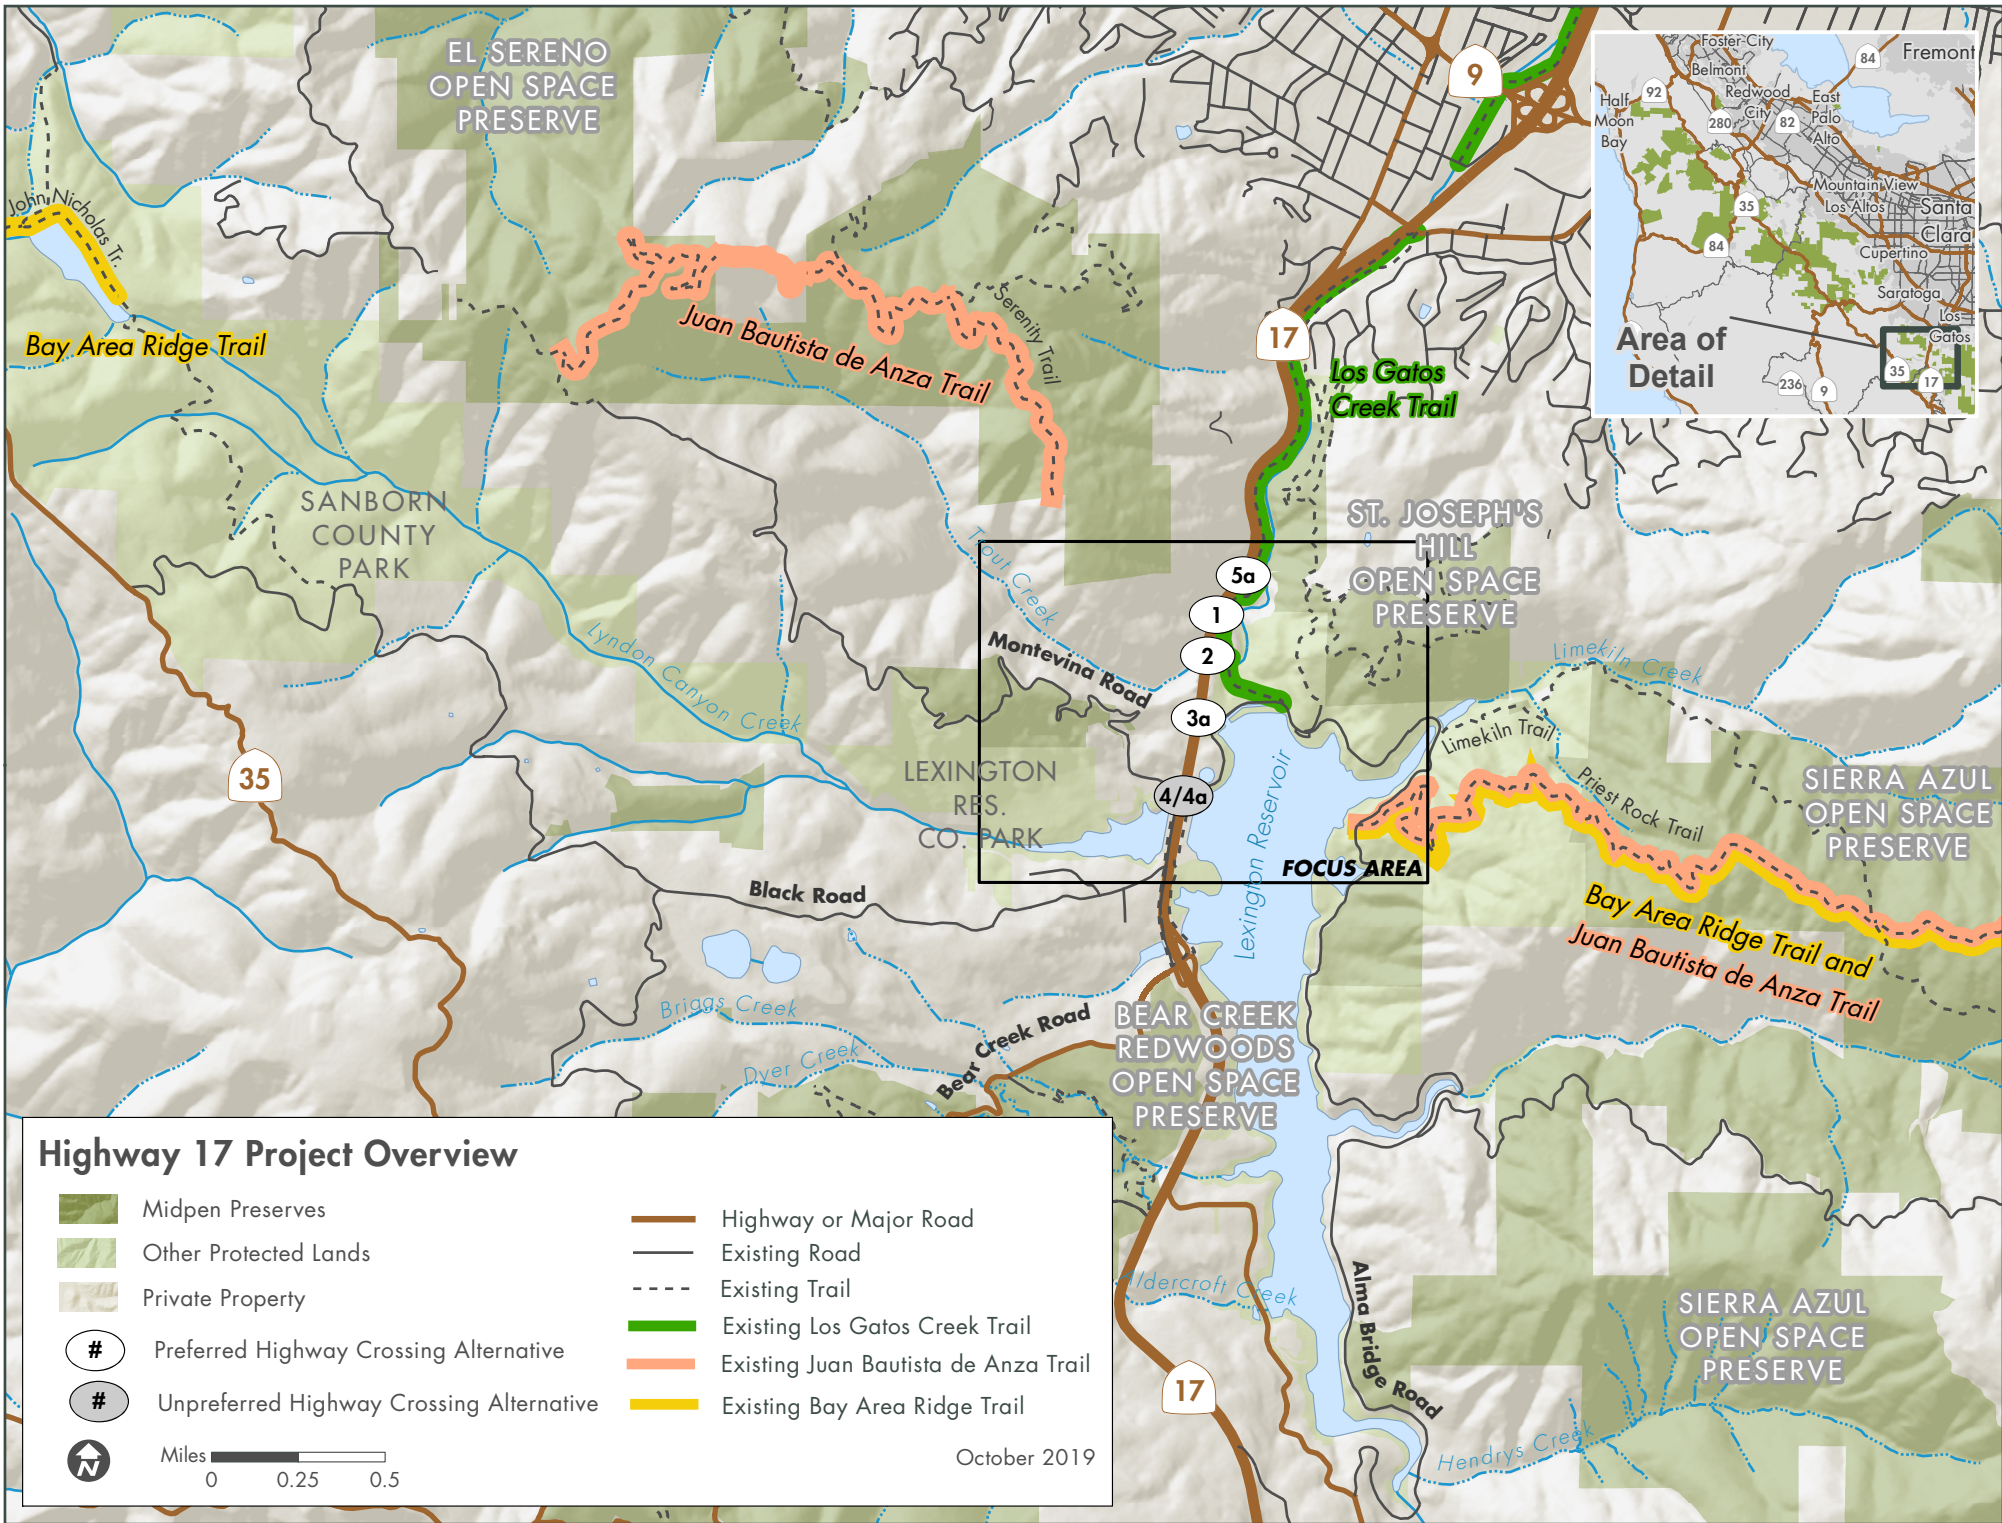 EL SERENO
OPEN SPACE
PRESERVE
9
John Nicholas Tr.
Bay Area Ridge Trail
Juan Bautista de Anza Trail
Serenity Trail
17
Los Gatos
Creek Trail
SANBORN
COUNTY
PARK
ST. JOSEPH'S
HILL
OPEN SPACE
PRESERVE
Trout Creek
5a
1
2
3a
4/4a
Montevina Road
Lyndon Canyon Creek
Limekiln Creek
Limekiln Trail
Priest Rock Trail
35
LEXINGTON
RES.
CO. PARK
Lexington Reservoir
FOCUS AREA
SIERRA AZUL
OPEN SPACE
PRESERVE
Black Road
Bay Area Ridge Trail and
Juan Bautista de Anza Trail
Briggs Creek
Dyer Creek
Bear Creek Road
BEAR CREEK
REDWOODS
OPEN SPACE
PRESERVE
Aldercroft Creek
Alma Bridge Road
17
SIERRA AZUL
OPEN SPACE
PRESERVE
Hendrys Creek
Foster City
Belmont
84
Fremont
92
Half
Moon
Bay
Redwood
City
280
82
East
Palo
Alto
Mountain View
Los Altos
Santa
Clara
35
84
Cupertino
Saratoga
Los
Gatos
Area of
Detail
35
17
236
9
Highway 17 Project Overview
Midpen Preserves
Other Protected Lands
Private Property
# Preferred Highway Crossing Alternative
# Unpreferred Highway Crossing Alternative
Highway or Major Road
Existing Road
Existing Trail
Existing Los Gatos Creek Trail
Existing Juan Bautista de Anza Trail
Existing Bay Area Ridge Trail
N
Miles
0 0.25 0.5
October 2019